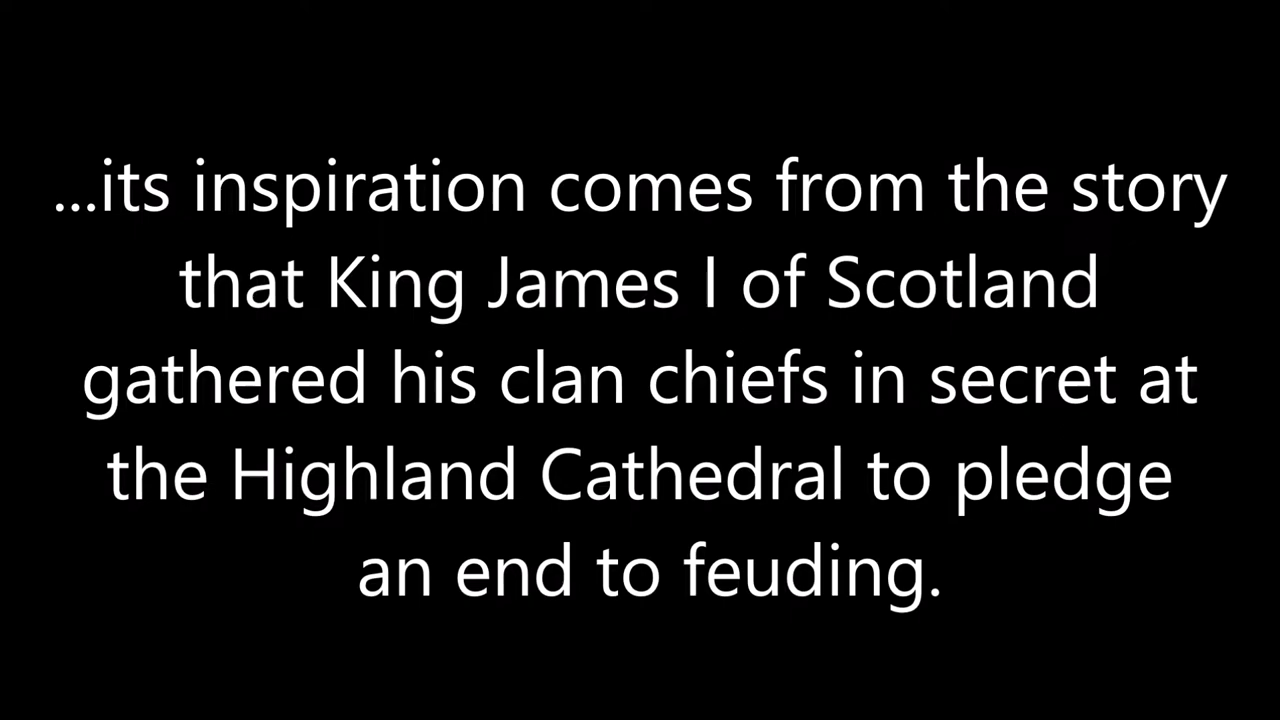 ...its inspiration comes from the story
that King James I of Scotland
gathered his clan chiefs in secret at
the Highland Cathedral to pledge
an end to feuding.